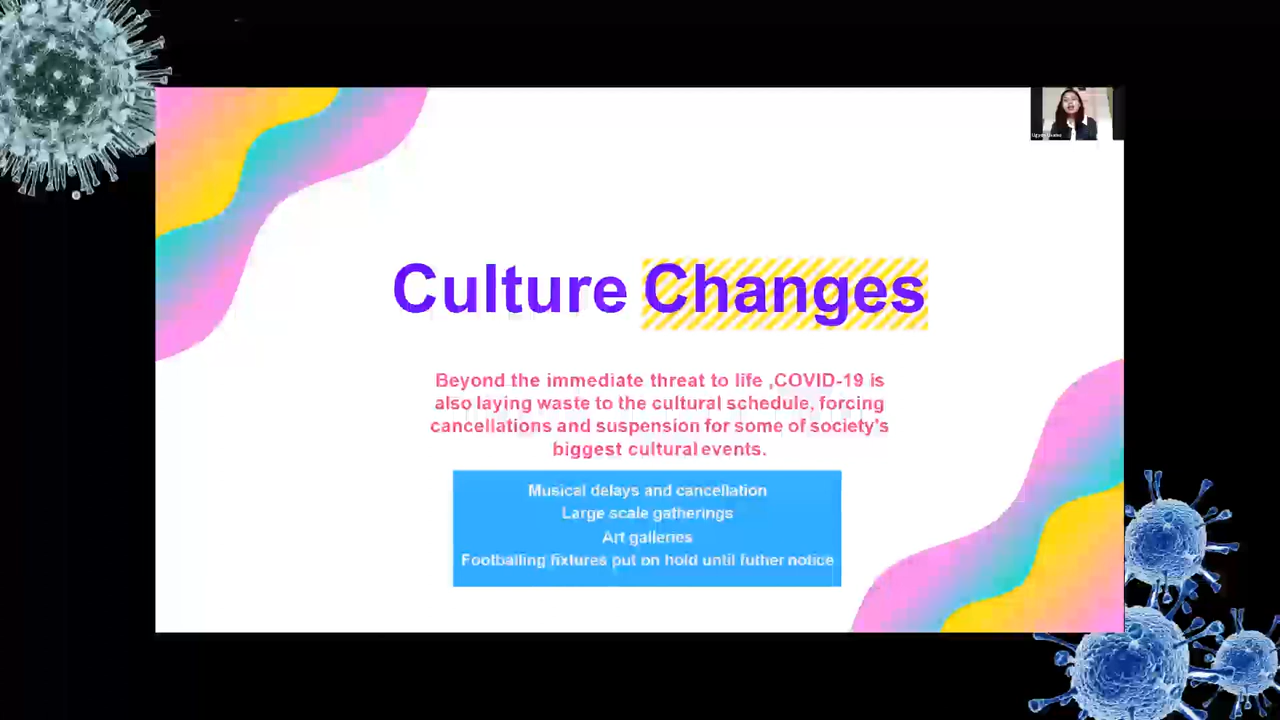 Culture Changes
Beyond the immediate threat to life ,COVID-19 is
also laying waste to the cultural schedule, forcing
cancellations and suspension for some of society's
biggest cultural events.
Musical delays and cancellation
Large scale gatherings
Art galleries
Footballing fixtures put on hold until futher notice